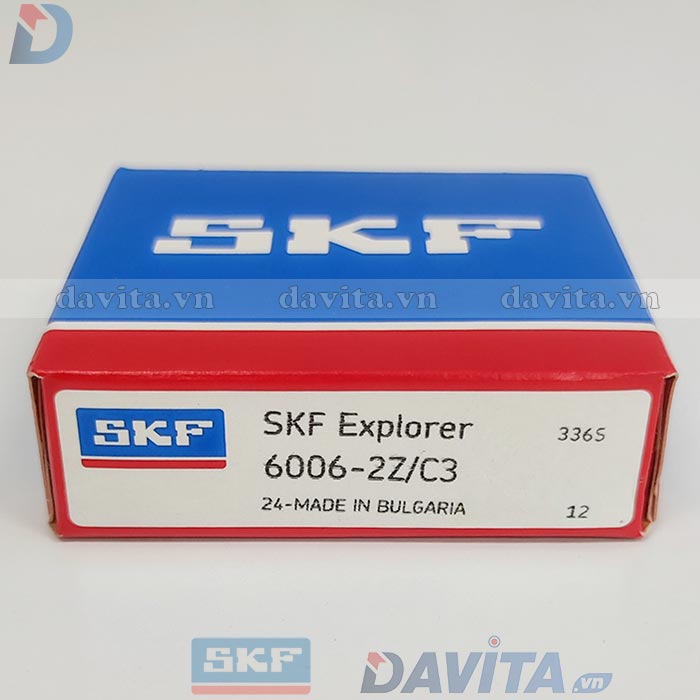 D
SKF
davita.vn davita.vn davita.vn
SKF
SKF Explorer
6006-2Z/C3
24-MADE IN BULGARIA
336S
12
SKF
DAVITA.vn